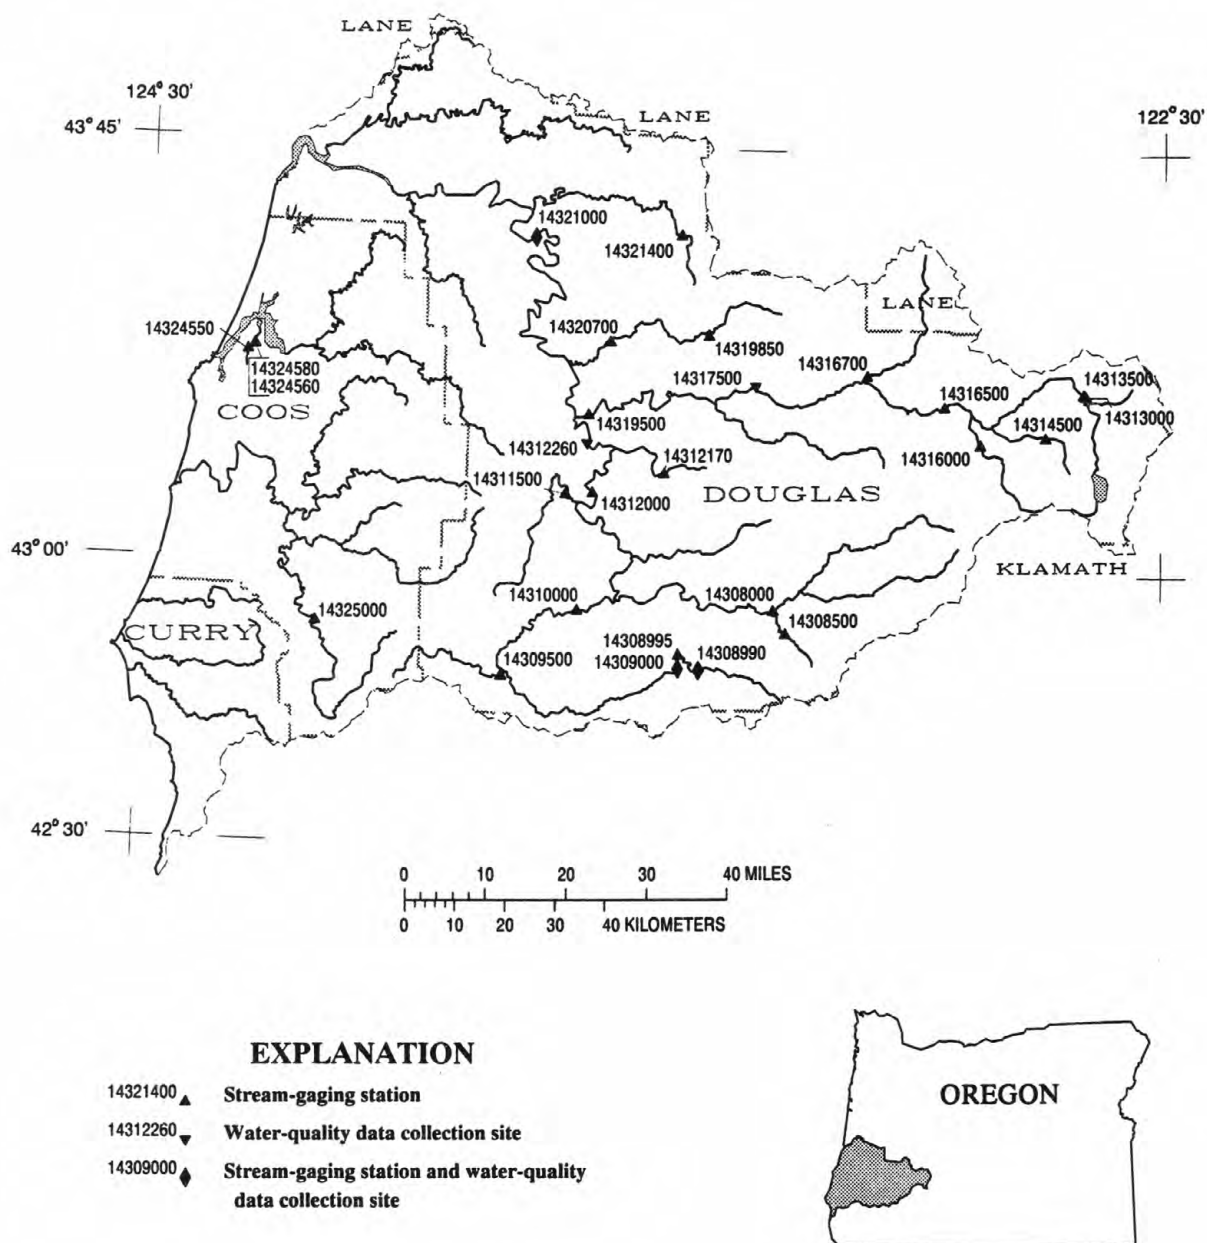 LANE
124° 30'
43° 45'
LANE
122° 30'
14321000
14321400
LANE
14324550
14320700
14319850
14316700
14324580
14324560
14317500
14316500
14313500
COOS
14319500
14314500
14313000
14312260
14312170
14316000
14311500
14312000
DOUGLAS
43° 00'
KLAMATH
14310000
14308000
14325000
14308500
CURRY
14308995
14309500
14309000
14308990
42° 30'
0 10 20 30 40 MILES
0 10 20 30 40 KILOMETERS
EXPLANATION
14321400 Stream-gaging station
14312260 Water-quality data collection site
14309000 Stream-gaging station and water-quality
data collection site
OREGON